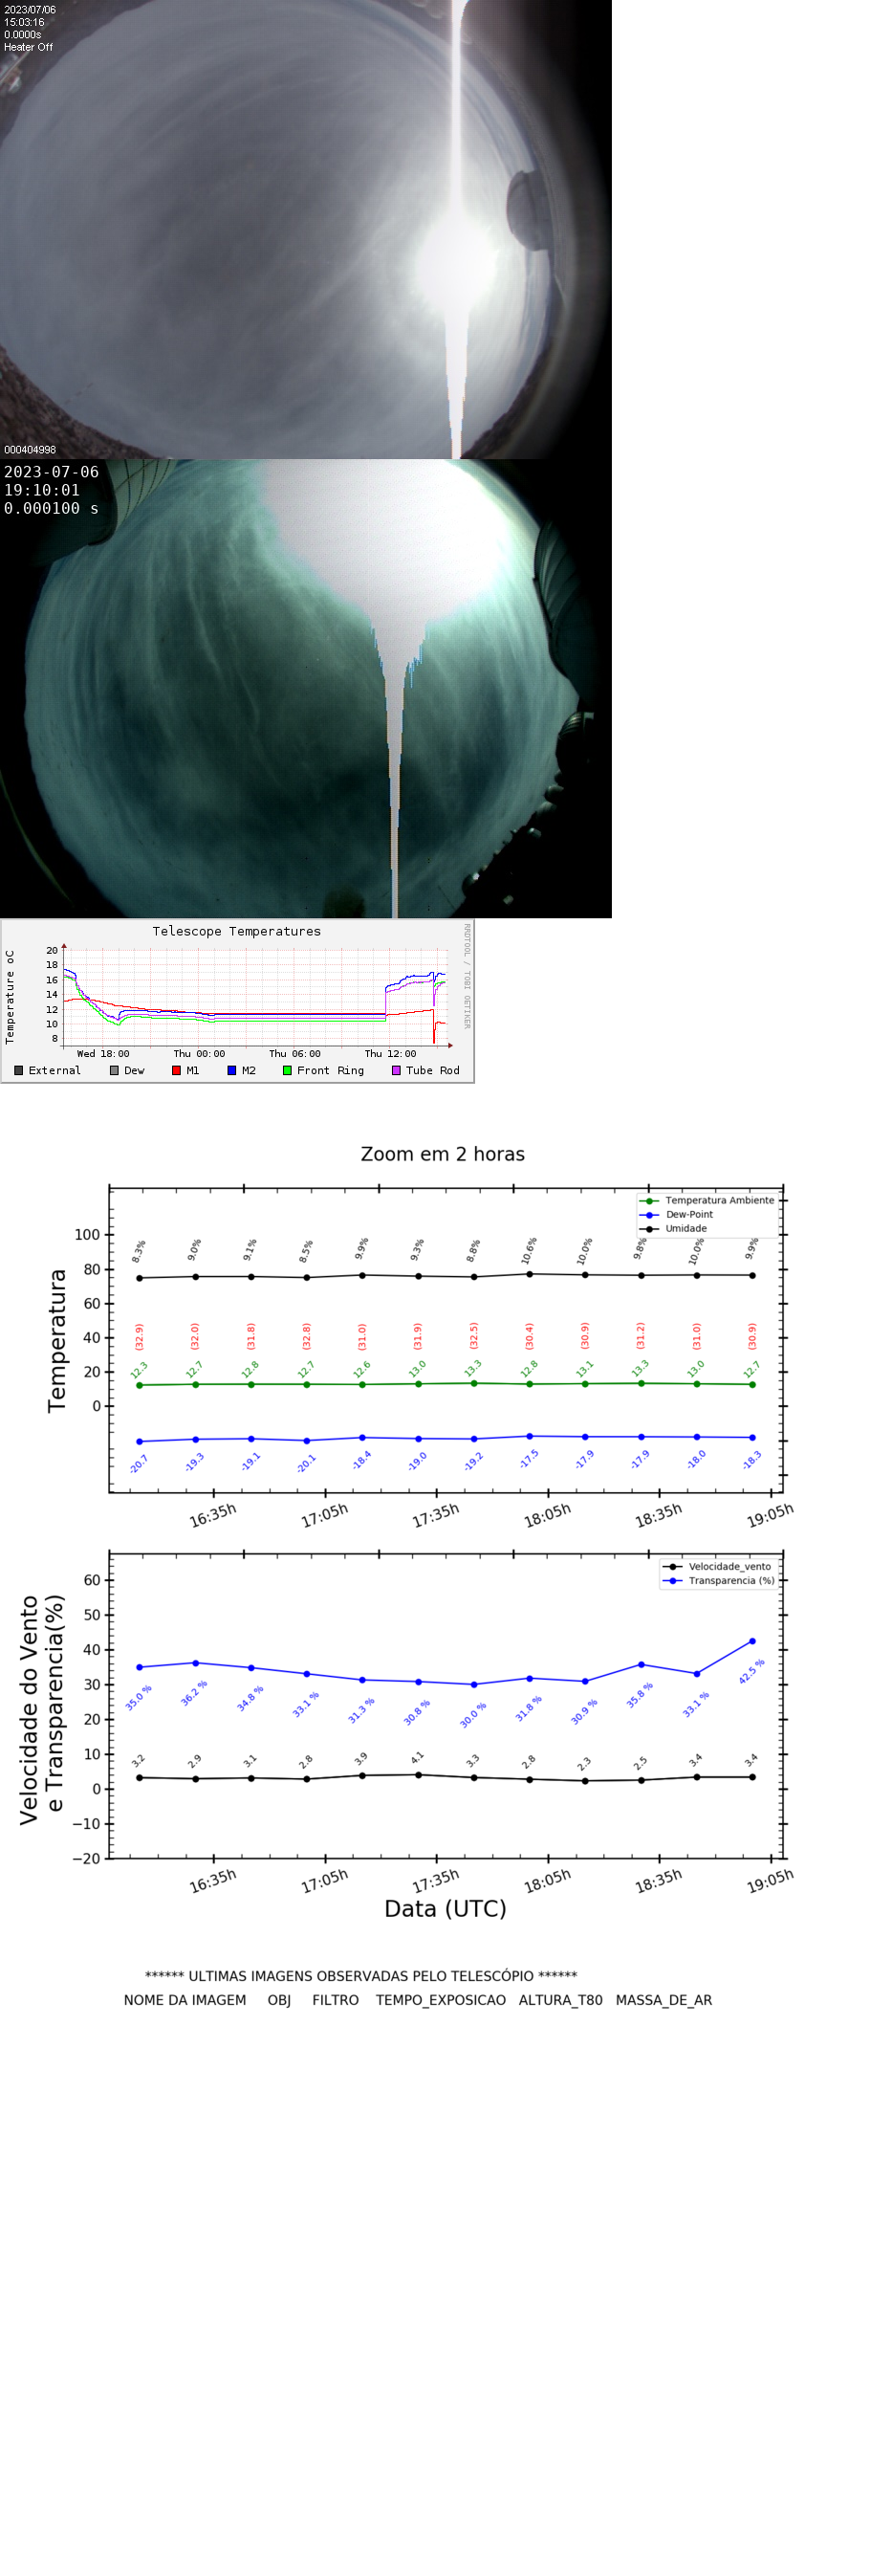 2023/07/06
15:03:16
0.0000s
Heater Off
000404998
2023-07-06
19:10:01
0.000100 s
Telescope Temperatures
RRDTOOL / TOBI OETIKER
Temperature oC
20
18
16
14
12
10
8
Wed 18:00 Thu 00:00 Thu 06:00 Thu 12:00
External Dew M1 M2 Front Ring Tube Rod
Zoom em 2 horas
Temperatura Ambiente
Dew-Point
Umidade
Temperatura
100
80
60
40
20
0
8.3% 9.0% 9.1% 8.5% 9.9% 9.3% 8.8% 10.6% 10.0% 9.8% 10.0% 9.9%
(32.9) (32.0) (31.8) (32.8) (31.0) (31.9) (32.5) (30.4) (30.9) (31.2) (31.0) (30.9)
12.3 12.7 12.8 12.7 12.6 13.0 13.3 12.8 13.1 13.3 13.0 12.7
-20.7 -19.3 -19.1 -20.1 -18.4 -19.0 -19.2 -17.5 -17.9 -17.9 -18.0 -18.3
16:35h 17:05h 17:35h 18:05h 18:35h 19:05h
Velocidade_vento
Transparencia (%)
Velocidade do Vento
e Transparencia(%)
60
50
40
30
20
10
0
−10
−20
35.0 % 36.2 % 34.8 % 33.1 % 31.3 % 30.8 % 30.0 % 31.8 % 30.9 % 35.8 % 33.1 % 42.5 %
3.2 2.9 3.1 2.8 3.9 4.1 3.3 2.8 2.3 2.5 3.4 3.4
16:35h 17:05h 17:35h 18:05h 18:35h 19:05h
Data (UTC)
****** ULTIMAS IMAGENS OBSERVADAS PELO TELESCÓPIO ******
NOME DA IMAGEM OBJ FILTRO TEMPO_EXPOSICAO ALTURA_T80 MASSA_DE_AR